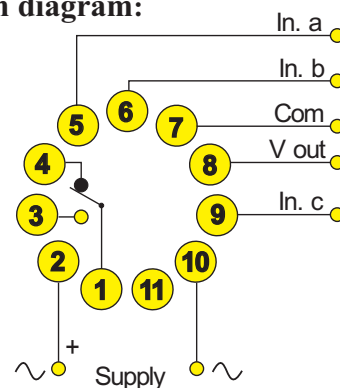 n diagram:
In. a
In. b
Com
V out
In. c
5
6
7
4
8
3
9
2
10
1
11
+
Supply